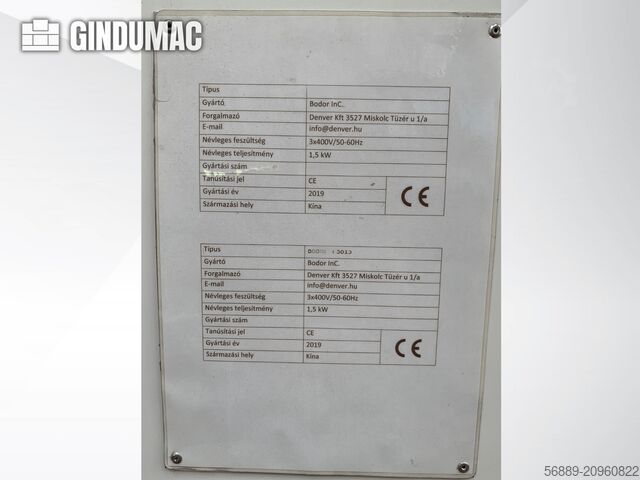 GINDUMAC
Típus
Gyártó Bodor InC.
Forgalmazó Denver Kft 3527 Miskolc Tüzér u 1/a
E-mail info@denver.hu
Névleges feszültség 3x400V/50-60Hz
Névleges teljesítmény 1,5 kW
Gyártási szám
Tanúsítási jel CE
Gyártási év 2019
Származási hely Kína
CE
Típus
Gyártó Bodor InC.
Forgalmazó Denver Kft 3527 Miskolc Tüzér u 1/a
E-mail info@denver.hu
Névleges feszültség 3x400V/50-60Hz
Névleges teljesítmény 1,5 kW
Gyártási szám
Tanúsítási jel CE
Gyártási év 2019
Származási hely Kína
CE
56889-20960822